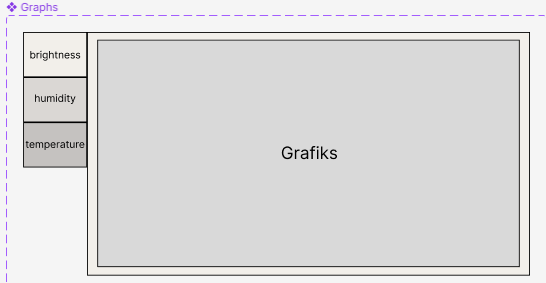 Graphs
brightness
humidity
temperature
Grafiks